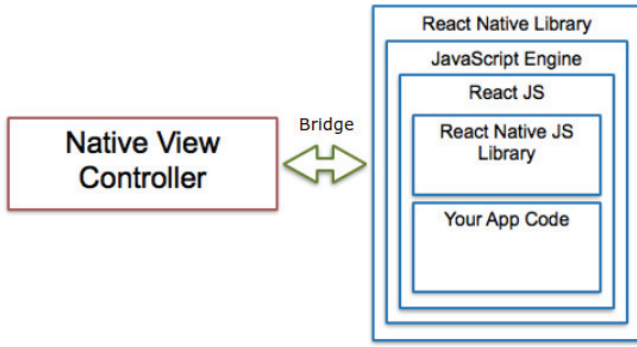 Native View
Controller
Bridge
React Native Library
JavaScript Engine
React JS
React Native JS
Library
Your App Code